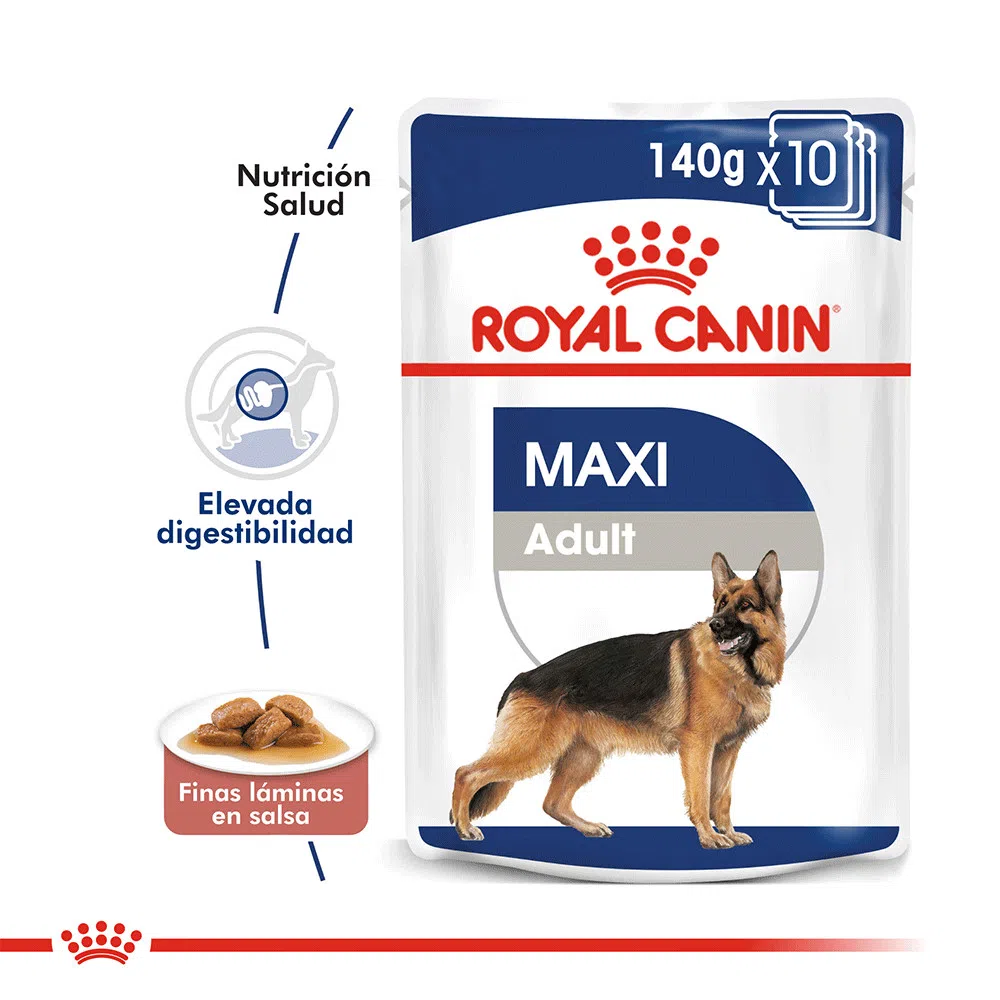 Nutrición
Salud
Elevada
digestibilidad
Finas láminas
en salsa
140g x10
ROYAL CANIN®
MAXI
Adult